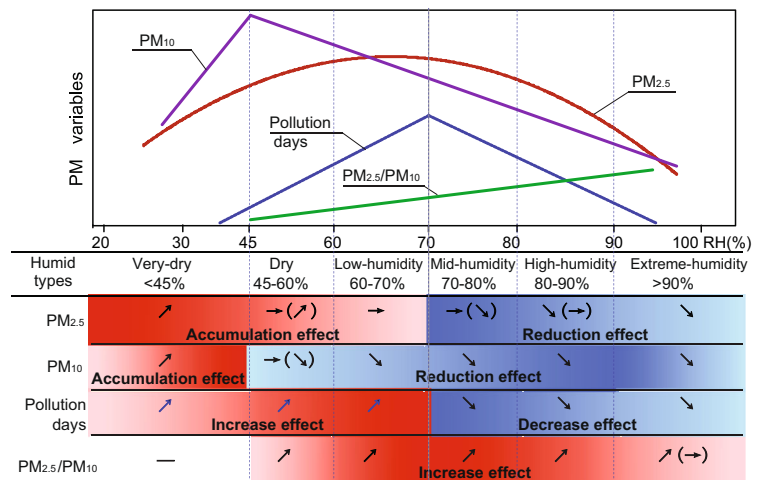 PM10
PM2.5
Pollution
days
PM2.5/PM10
PM variables
20 30 45 60 70 80 90 100 RH(%)
Humid
types
Very-dry
<45%
Dry
45-60%
Low-humidity
60-70%
Mid-humidity
70-80%
High-humidity
80-90%
Extreme-humidity
>90%
PM2.5 ↗ →(↗) → →(↘) ↘(→) ↘
Accumulation effect Reduction effect
PM10 ↗ →(↘) ↘ ↘ ↘ ↘
Accumulation effect Reduction effect
Pollution
days
↗ ↗ ↗ ↘ ↘ ↘
Increase effect Decrease effect
PM2.5/PM10 — ↗ ↗ ↗ ↗ ↗(→)
Increase effect